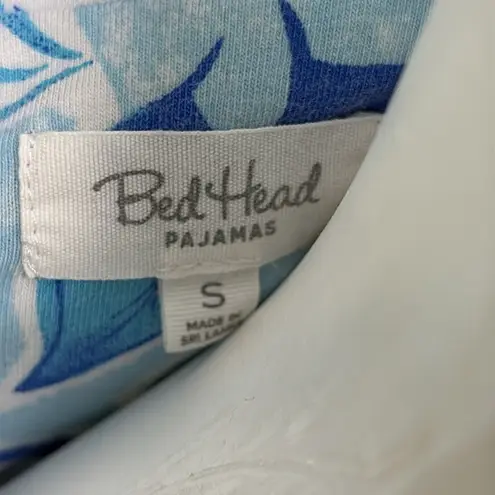 Bed Head
PAJAMAS
S
MADE IN
SRI LANKA